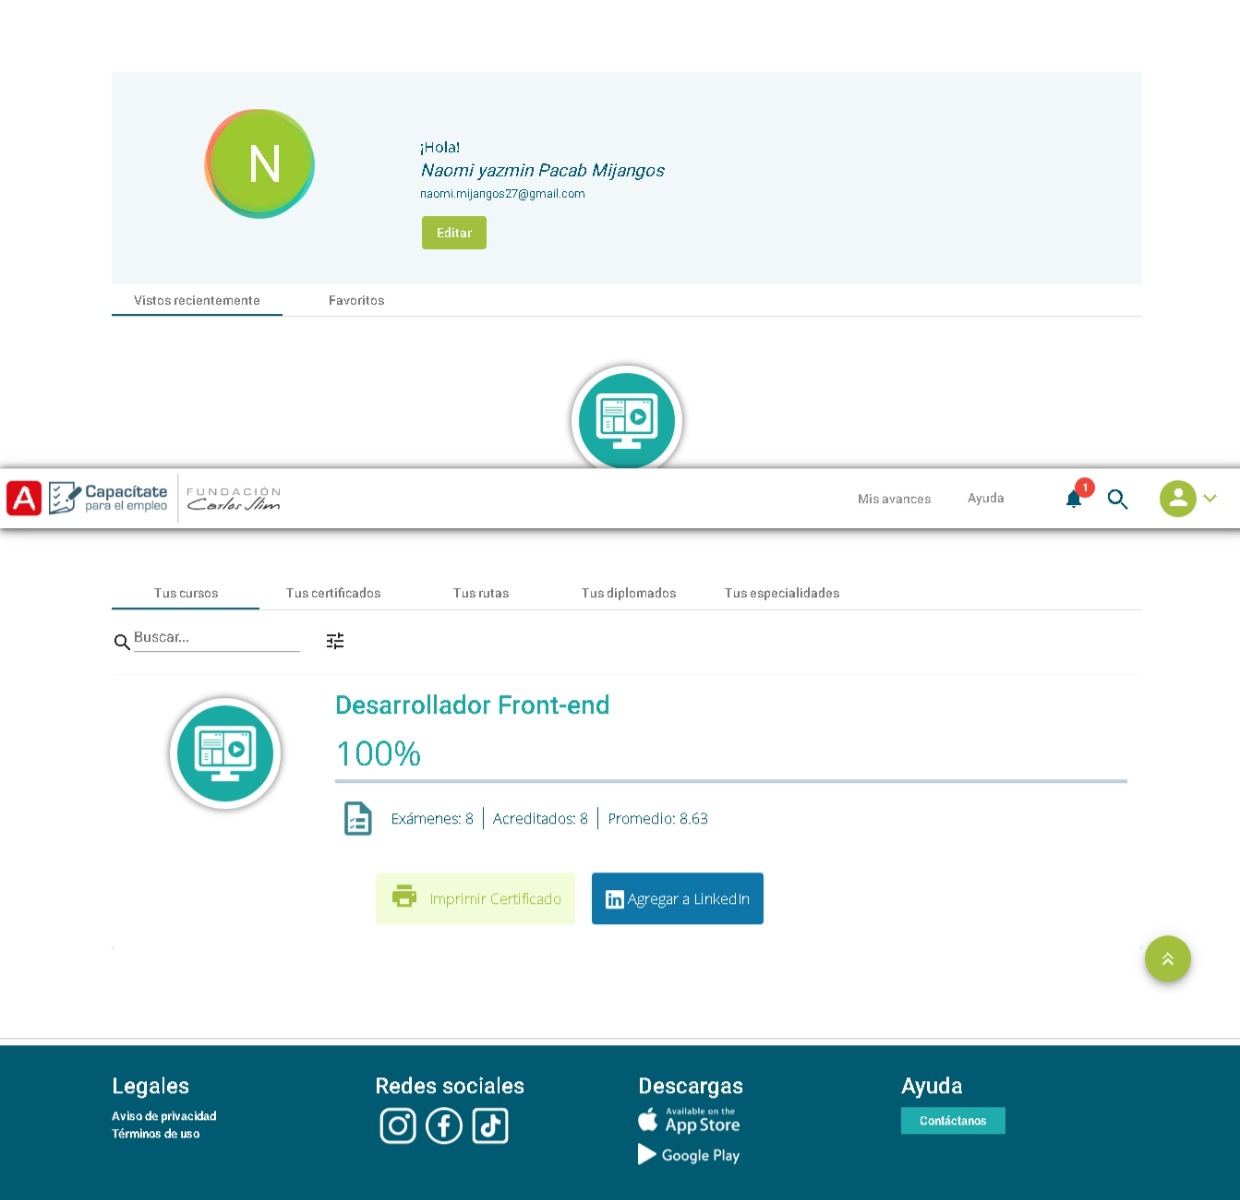 N
¡Hola!
Naomi yazmin Pacab Mijangos
naomi.mijangos27@gmail.com
Editar
Vistos recientemente
Favoritos
A
Capacítate
para el empleo
FUNDACIÓN
Carlos Slim
Mis avances
Ayuda
1
Tus cursos
Tus certificados
Tus rutas
Tus diplomados
Tus especialidades
Buscar...
Desarrollador Front-end
100%
Exámenes: 8
Acreditados: 8
Promedio: 8.63
Imprimir Certificado
in Agregar a LinkedIn
Legales
Aviso de privacidad
Términos de uso
Redes sociales
Descargas
Available on the
App Store
Google Play
Ayuda
Contáctanos